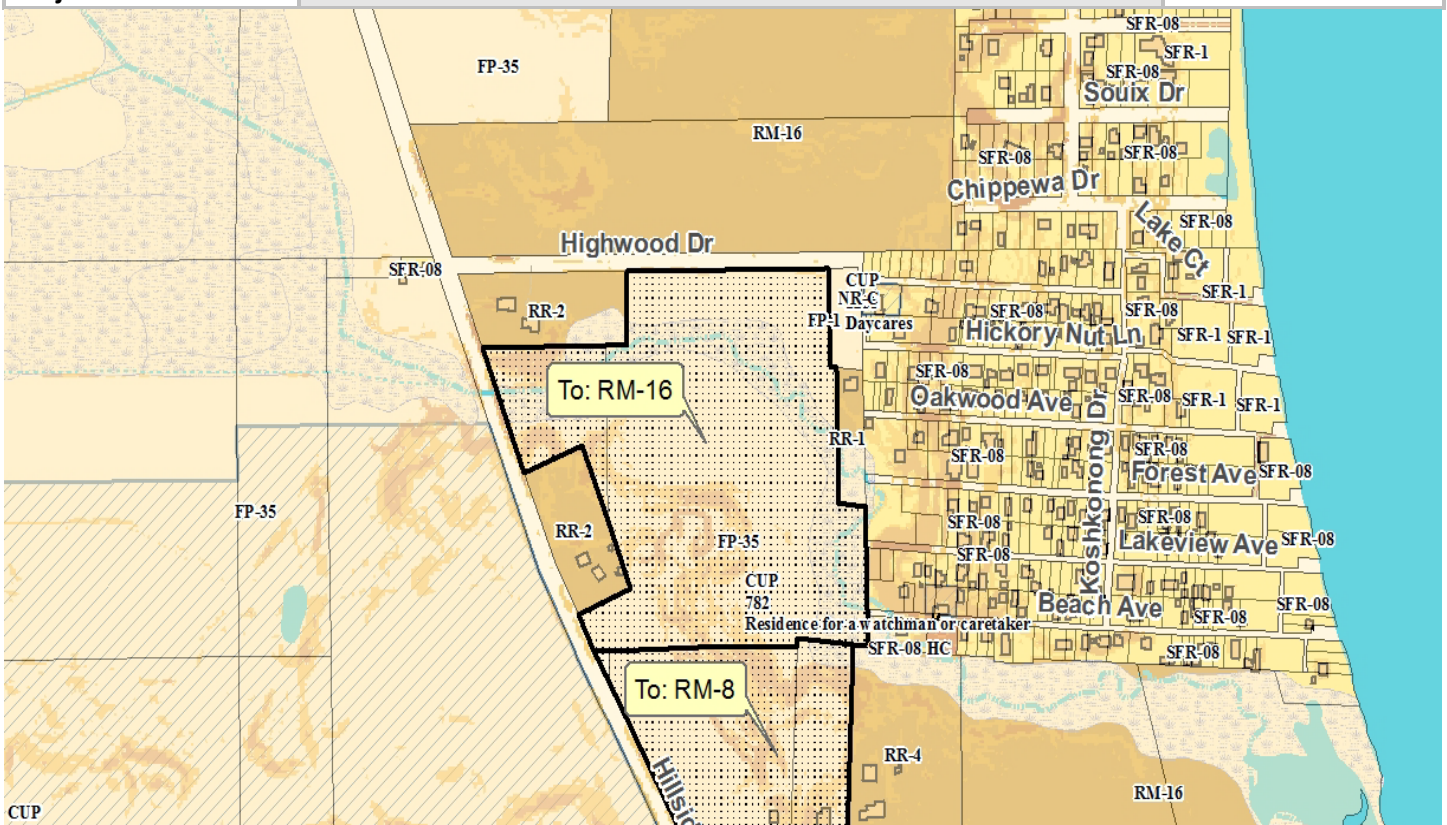 SFR-08
SFR-1
FP-35
SFR-08
Souix Dr
RM-16
SFR-08
SFR-08
Chippewa Dr
Lake Ct
SFR-08
Highwood Dr
SFR-08
CUP
NR-C
SFR-1
RR-2
FP-1
Daycares
SFR-08
SFR-08
Hickory Nut Ln
SFR-1
SFR-1
To: RM-16
SFR-08
Oakwood Ave
SFR-08
SFR-1
SFR-1
RR-1
Koshkonong Dr
SFR-08
SFR-08
Forest Ave
SFR-08
FP-35
RR-2
FP-35
SFR-08
SFR-08
Lakeview Ave
SFR-08
SFR-08
CUP
782
Residence for a watchman or caretaker
Beach Ave
SFR-08
SFR-08
SFR-08 HC
SFR-08
To: RM-8
RR-4
Hillsid
RM-16
CUP